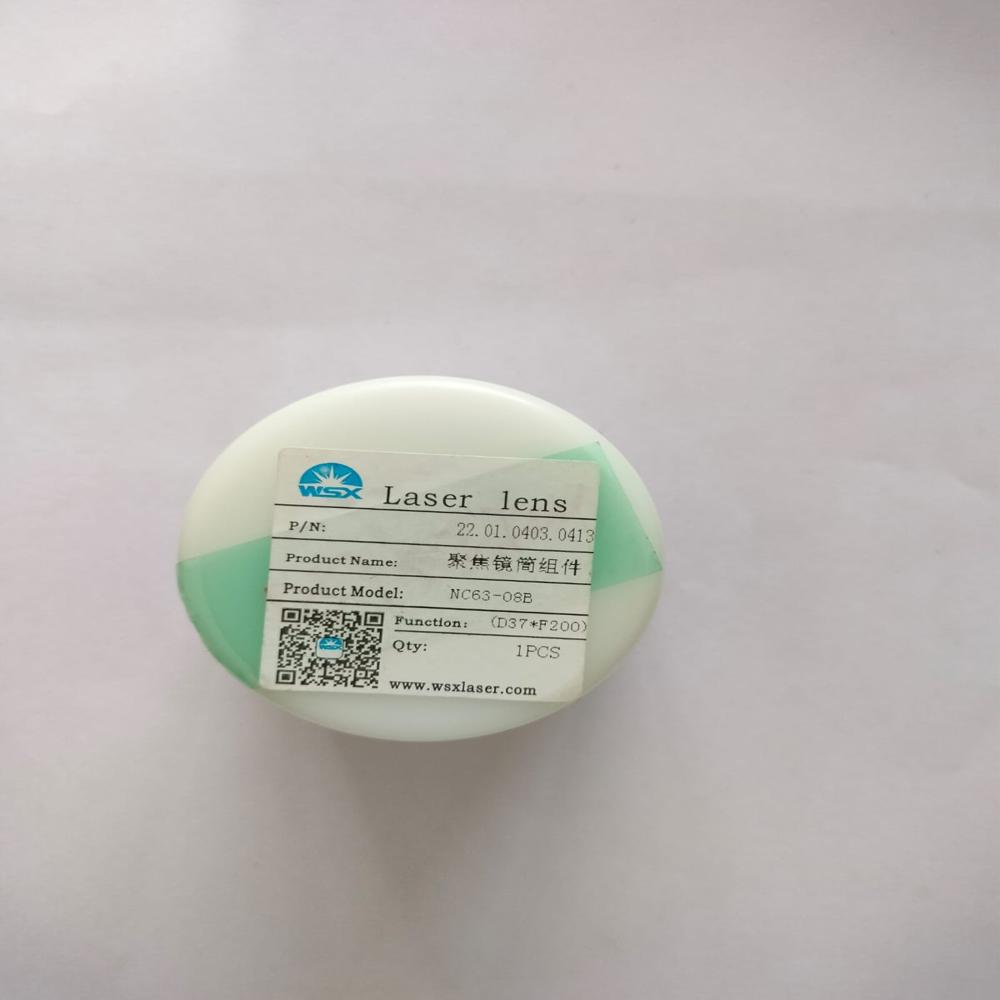 WSX
Laser lens
P/N: 22.01.0403.0413
Product Name: 聚焦镜筒组件
Product Model: NC63-08B
Function: (D37*F200)
Qty: 1PCS
www.wsxlaser.com